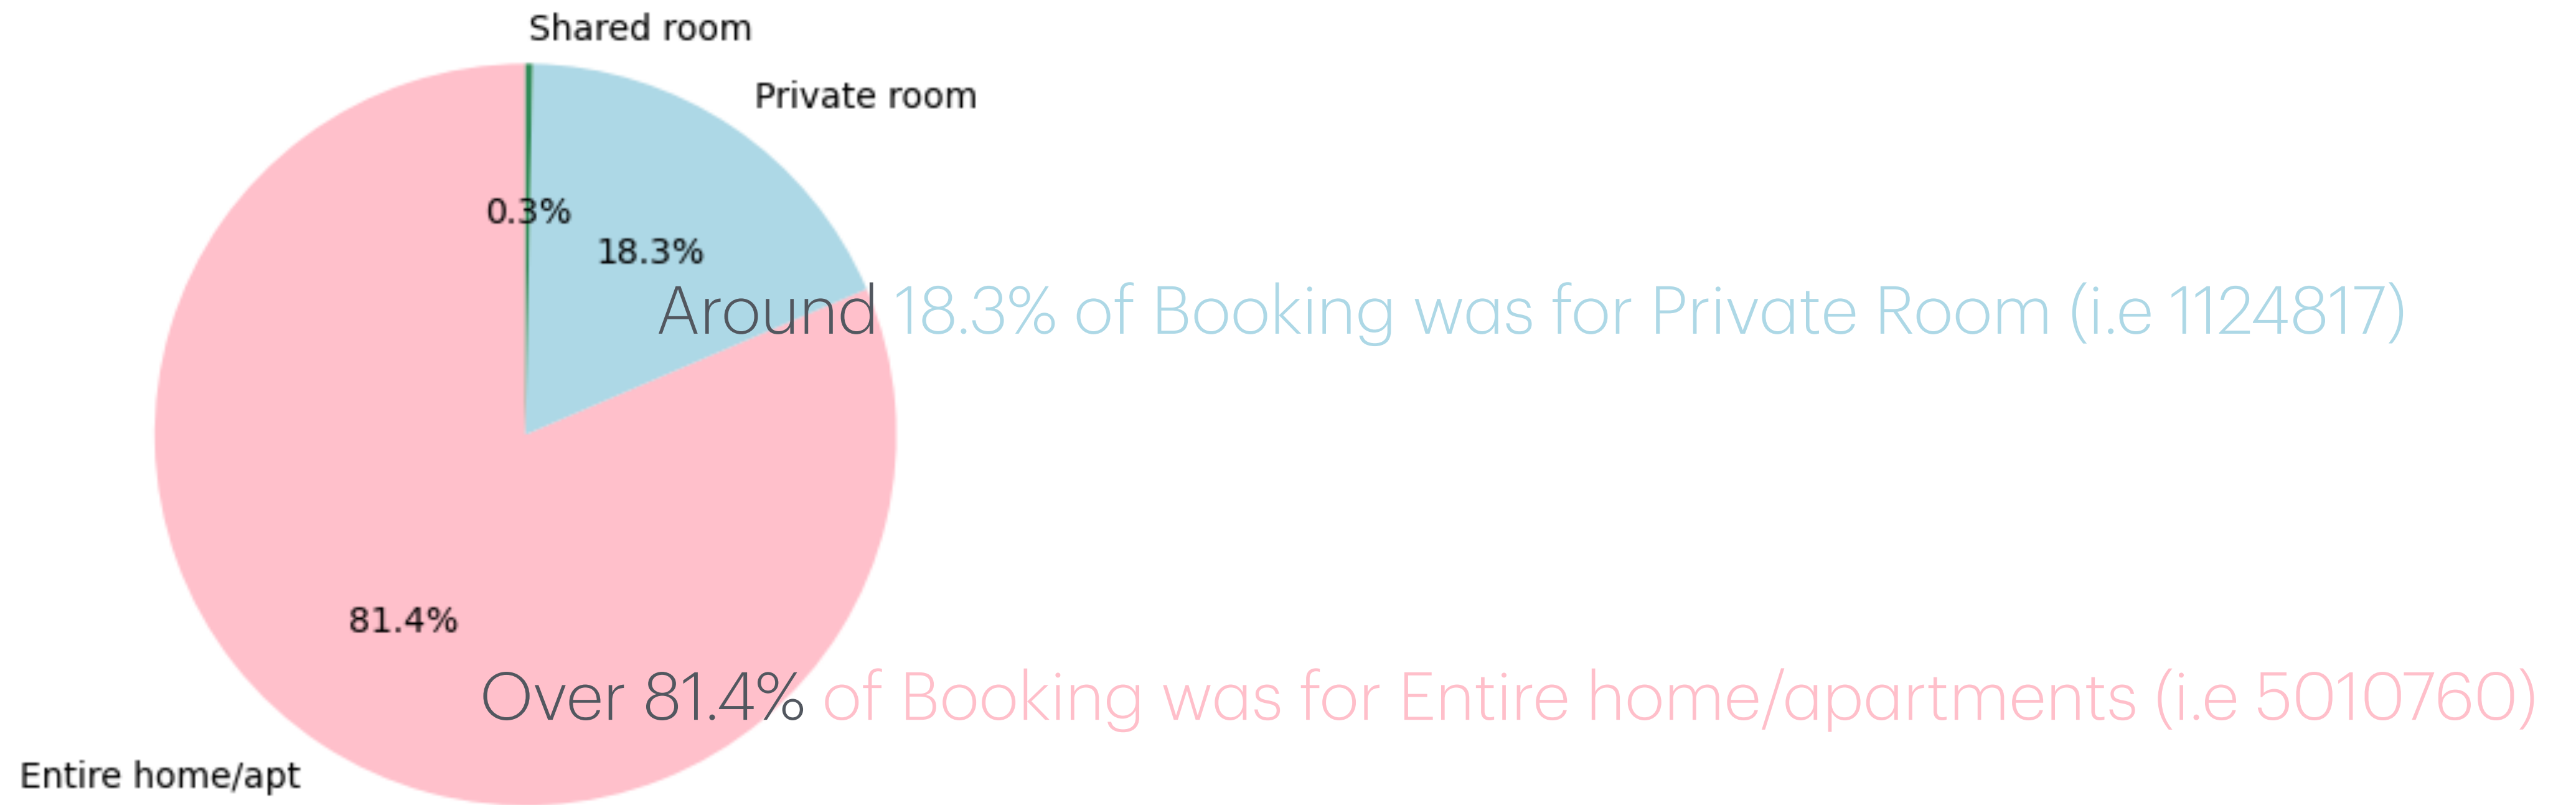 Shared room
Private room
0.3%
18.3%
Around 18.3% of Booking was for Private Room (i.e 1124817)
81.4%
Over 81.4% of Booking was for Entire home/apartments (i.e 5010760)
Entire home/apt